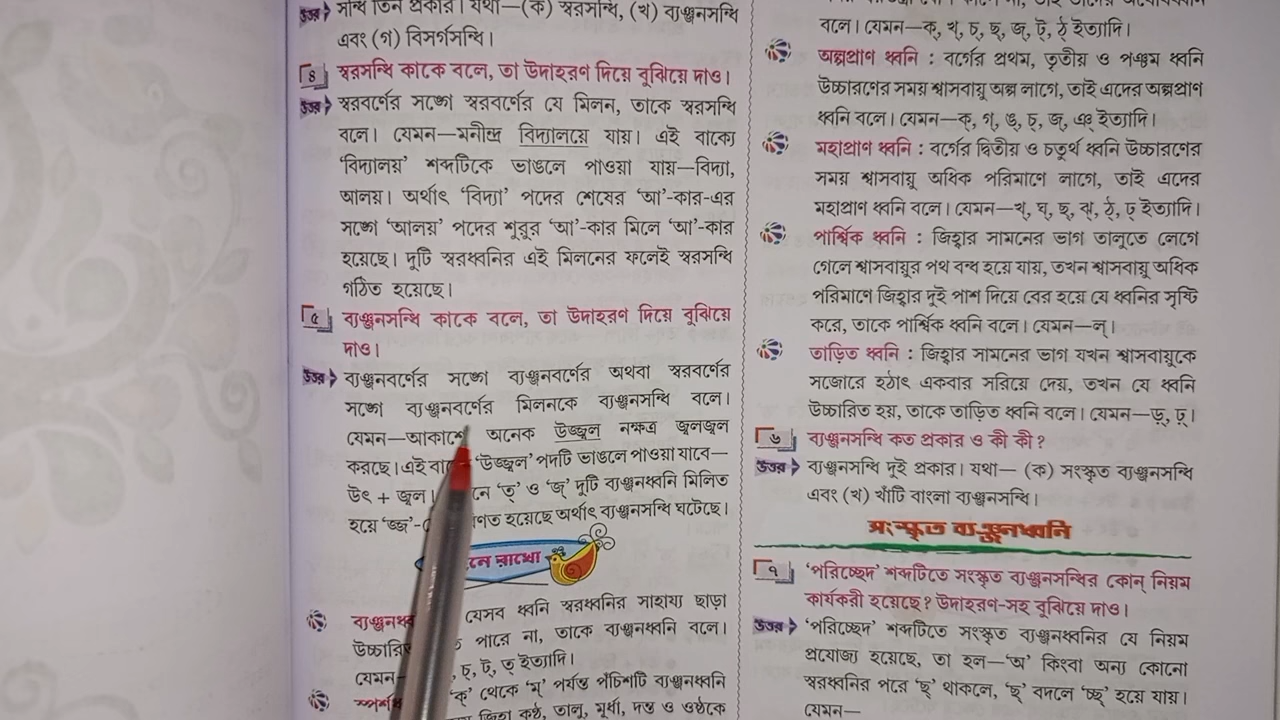 উত্তর সন্ধি তিন প্রকার। যথা—(ক) স্বরসন্ধি, (খ) ব্যঞ্জনসন্ধি
এবং (গ) বিসর্গসন্ধি।
৪ স্বরসন্ধি কাকে বলে, তা উদাহরণ দিয়ে বুঝিয়ে দাও।
উত্তর স্বরবর্ণের সঙ্গে স্বরবর্ণের যে মিলন, তাকে স্বরসন্ধি
বলে। যেমন—মনীন্দ্র বিদ্যালয়ে যায়। এই বাক্যে
‘বিদ্যালয়’ শব্দটিকে ভাঙলে পাওয়া যায়—বিদ্যা,
আলয়। অর্থাৎ ‘বিদ্যা’ পদের শেষের ‘আ’-কার-এর
সঙ্গে ‘আলয়’ পদের শুরুর ‘আ’-কার মিলে ‘আ’-কার
হয়েছে। দুটি স্বরধ্বনির এই মিলনের ফলেই স্বরসন্ধি
গঠিত হয়েছে।
৫ ব্যঞ্জনসন্ধি কাকে বলে, তা উদাহরণ দিয়ে বুঝিয়ে
দাও।
উত্তর ব্যঞ্জনবর্ণের সঙ্গে ব্যঞ্জনবর্ণের অথবা স্বরবর্ণের
সঙ্গে ব্যঞ্জনবর্ণের মিলনকে ব্যঞ্জনসন্ধি বলে।
যেমন—আকাশে অনেক উজ্জ্বল নক্ষত্র জ্বলজ্বল
করছে। এই ‘উজ্জ্বল’ পদটি ভাঙলে পাওয়া যাবে—
উৎ + জ্বল। ‘ত্’ ও ‘জ্’ দুটি ব্যঞ্জনধ্বনি মিলিত
হয়ে ‘জ্জ’- হয়েছে অর্থাৎ ব্যঞ্জনসন্ধি ঘটেছে।
রাখো
যেসব ধ্বনি স্বরধ্বনির সাহায্য ছাড়া
পারে না, তাকে ব্যঞ্জনধ্বনি বলে।
যেমন— চ্, ট্, ত্ ইত্যাদি।
‘ক্’ থেকে ‘ম্’ পর্যন্ত পঁচিশটি ব্যঞ্জনধ্বনি
জিহ্বা কণ্ঠ, তালু, মূর্ধা, দন্ত ও ওষ্ঠকে
বলে। যেমন—ক্, খ্, চ্, ছ্, জ্, ট্, ঠ্ ইত্যাদি।
অল্পপ্রাণ ধ্বনি : বর্গের প্রথম, তৃতীয় ও পঞ্চম ধ্বনি
উচ্চারণের সময় শ্বাসবায়ু অল্প লাগে, তাই এদের অল্পপ্রাণ
ধ্বনি বলে। যেমন—ক্, গ্, ঙ্, চ্, জ্, ঞ্ ইত্যাদি।
মহাপ্রাণ ধ্বনি : বর্গের দ্বিতীয় ও চতুর্থ ধ্বনি উচ্চারণের
সময় শ্বাসবায়ু অধিক পরিমাণে লাগে, তাই এদের
মহাপ্রাণ ধ্বনি বলে। যেমন—খ্, ঘ্, ছ্, ঝ্, ঠ্, ঢ্ ইত্যাদি।
পার্শ্বিক ধ্বনি : জিহ্বার সামনের ভাগ তালুতে লেগে
গেলে শ্বাসবায়ুর পথ বন্ধ হয়ে যায়, তখন শ্বাসবায়ু অধিক
পরিমাণে জিহ্বার দুই পাশ দিয়ে বের হয়ে যে ধ্বনির সৃষ্টি
করে, তাকে পার্শ্বিক ধ্বনি বলে। যেমন—ল্।
তাড়িত ধ্বনি : জিহ্বার সামনের ভাগ যখন শ্বাসবায়ুকে
সজোরে হঠাৎ একবার সরিয়ে দেয়, তখন যে ধ্বনি
উচ্চারিত হয়, তাকে তাড়িত ধ্বনি বলে। যেমন—ড়্, ঢ়্।
৬ ব্যঞ্জনসন্ধি কত প্রকার ও কী কী?
উত্তর ব্যঞ্জনসন্ধি দুই প্রকার। যথা— (ক) সংস্কৃত ব্যঞ্জনসন্ধি
এবং (খ) খাঁটি বাংলা ব্যঞ্জনসন্ধি।
সংস্কৃত ব্যঞ্জনধ্বনি
৭ ‘পরিচ্ছেদ’ শব্দটিতে সংস্কৃত ব্যঞ্জনসন্ধির কোন্ নিয়ম
কার্যকরী হয়েছে? উদাহরণ-সহ বুঝিয়ে দাও।
উত্তর ‘পরিচ্ছেদ’ শব্দটিতে সংস্কৃত ব্যঞ্জনধ্বনির যে নিয়ম
প্রযোজ্য হয়েছে, তা হল—‘অ’ কিংবা অন্য কোনো
স্বরধ্বনির পরে ‘ছ্’ থাকলে, ‘ছ্’ বদলে ‘চ্ছ্’ হয়ে যায়।
যেমন—